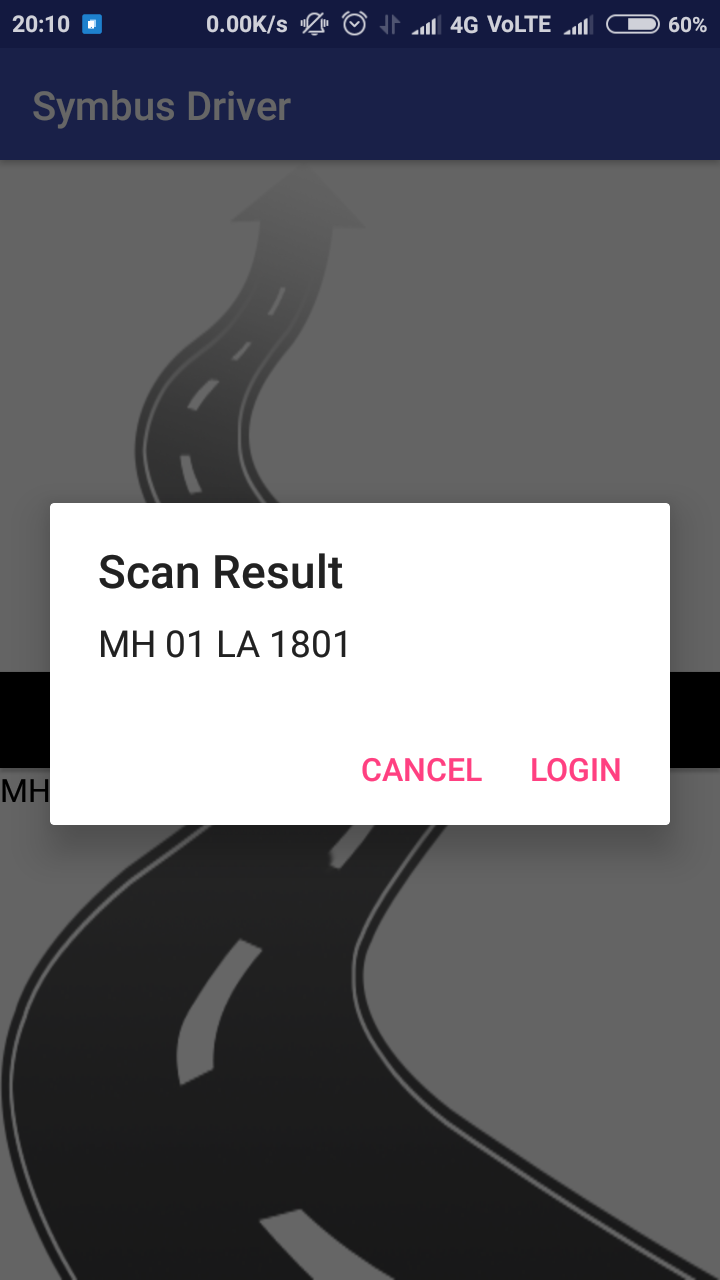 20:10 0.00K/s 4G VoLTE 60%
Symbus Driver
Scan Result
MH 01 LA 1801
CANCEL LOGIN
MH